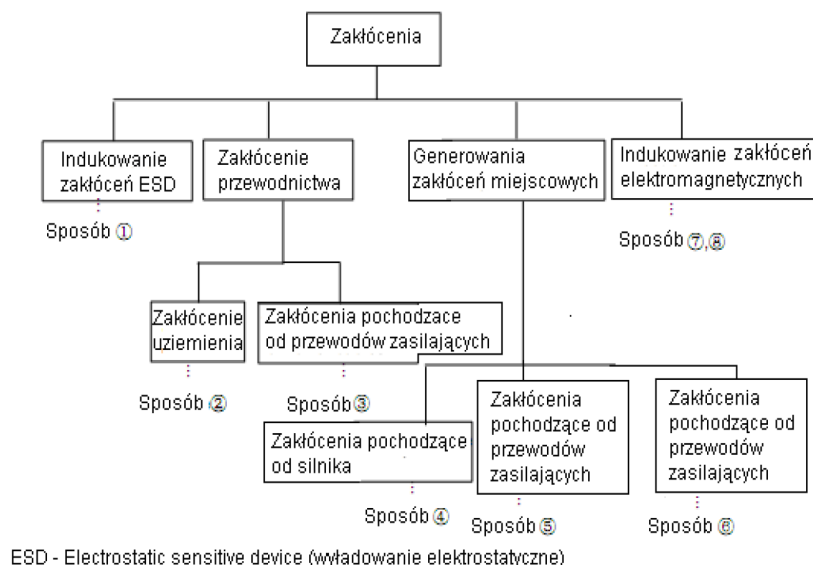 Zakłócenia
Indukowanie
zakłóceń ESD
Zakłócenie
przewodnictwa
Generowania
zakłóceń miejscowych
Indukowanie zakłóceń
elektromagnetycznych
Sposób ①
Sposób ⑦,⑧
Zakłócenie
uziemienia
Zakłócenia pochodzace
od przewodów zasilających
Sposób ②
Sposób ③
Zakłócenia pochodzące
od silnika
Zakłócenia
pochodzące od
przewodów
zasilających
Zakłócenia
pochodzące od
przewodów
zasilających
Sposób ④
Sposób ⑤
Sposób ⑥
ESD - Electrostatic sensitive device (wyładowanie elektrostatyczne)